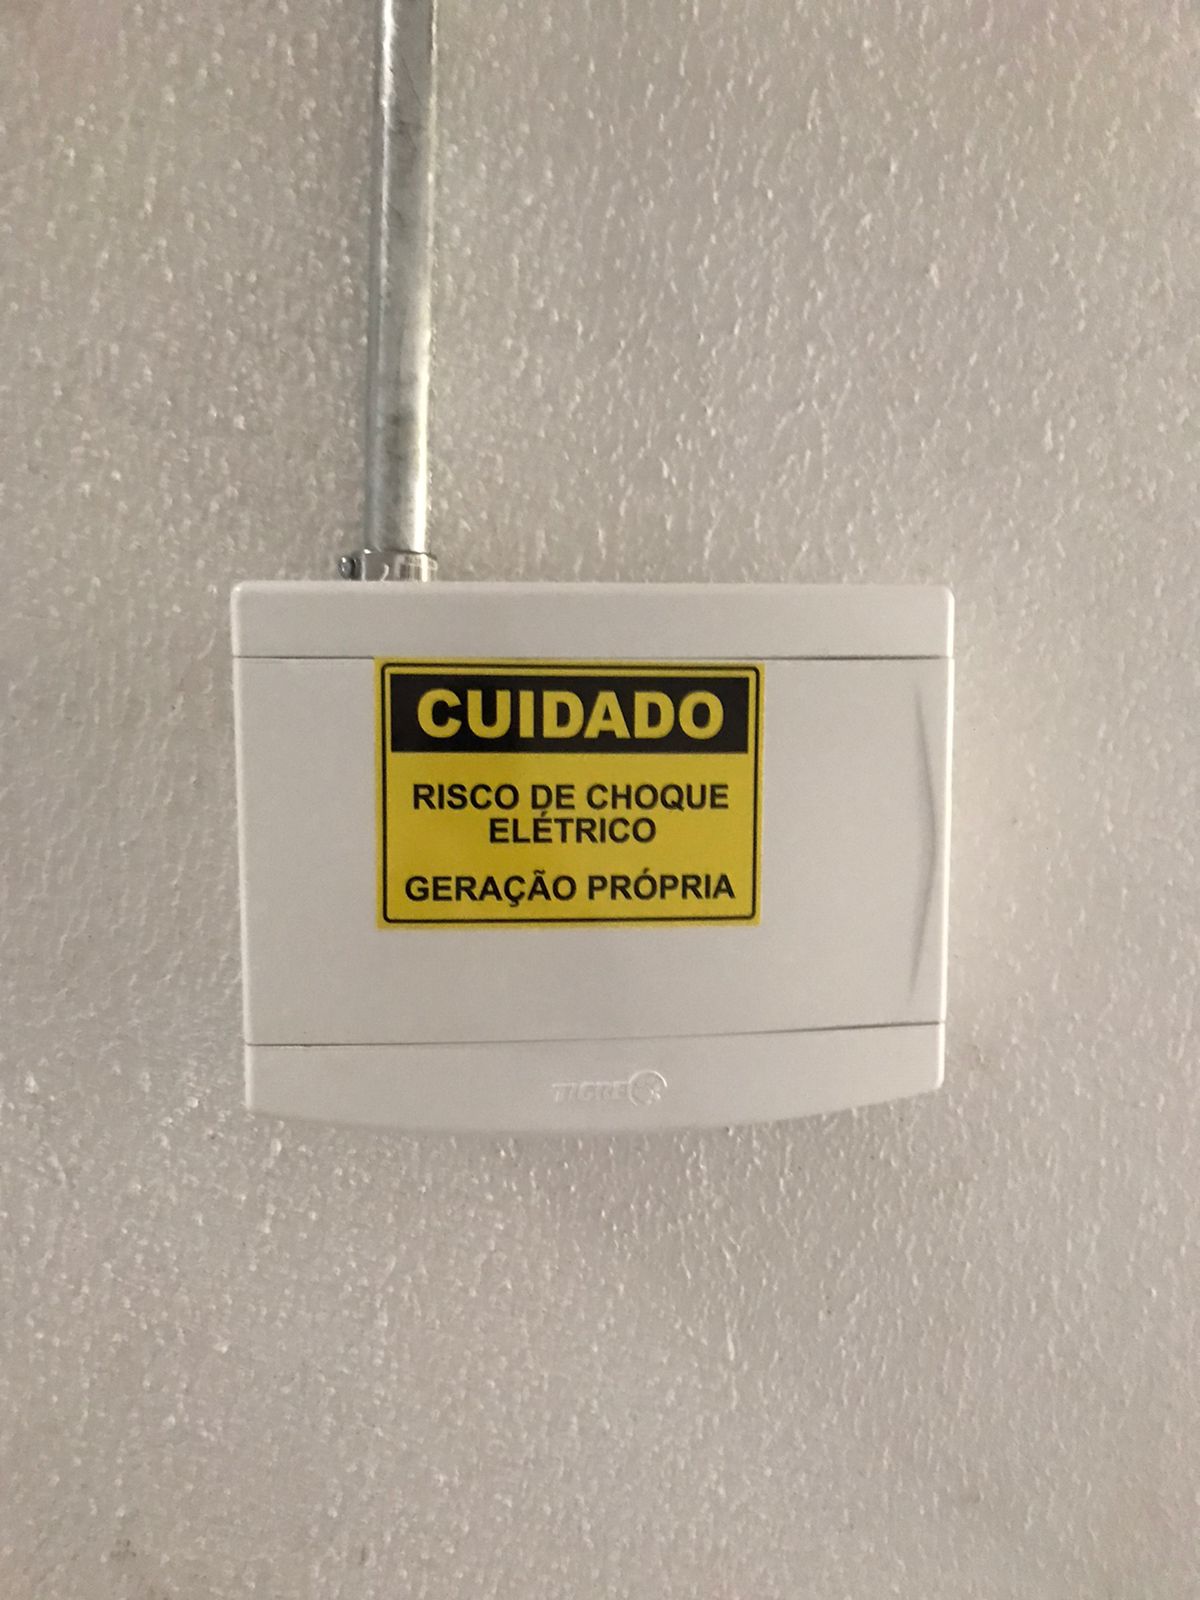 CUIDADO
RISCO DE CHOQUE
ELÉTRICO
GERAÇÃO PRÓPRIA
TIGRE